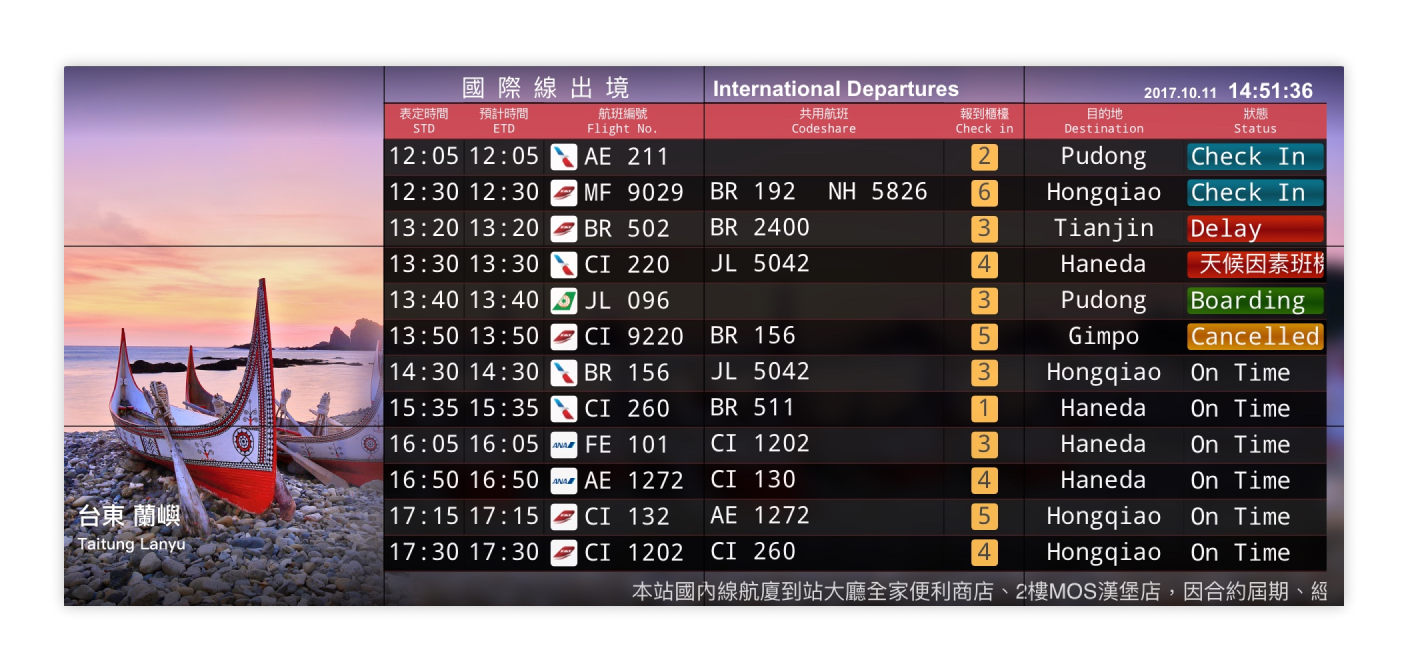 國際線出境 International Departures 2017.10.11 14:51:36
表定時間 預計時間 航班編號 共用航班 報到櫃檯 目的地 狀態
STD ETD Flight No. Codeshare Check in Destination Status
12:05 12:05 AE 211 2 Pudong Check In
12:30 12:30 MF 9029 BR 192 NH 5826 6 Hongqiao Check In
13:20 13:20 BR 502 BR 2400 3 Tianjin Delay
13:30 13:30 CI 220 JL 5042 4 Haneda 天候因素班
13:40 13:40 JL 096 3 Pudong Boarding
13:50 13:50 CI 9220 BR 156 5 Gimpo Cancelled
14:30 14:30 BR 156 JL 5042 3 Hongqiao On Time
15:35 15:35 CI 260 BR 511 1 Haneda On Time
16:05 16:05 ANA FE 101 CI 1202 3 Haneda On Time
16:50 16:50 ANA AE 1272 CI 130 4 Haneda On Time
17:15 17:15 CI 132 AE 1272 5 Hongqiao On Time
17:30 17:30 CI 1202 CI 260 4 Hongqiao On Time
台東 蘭嶼
Taitung Lanyu
本站國內線航廈到站大廳全家便利商店、2樓MOS漢堡店，因合約屆期、經